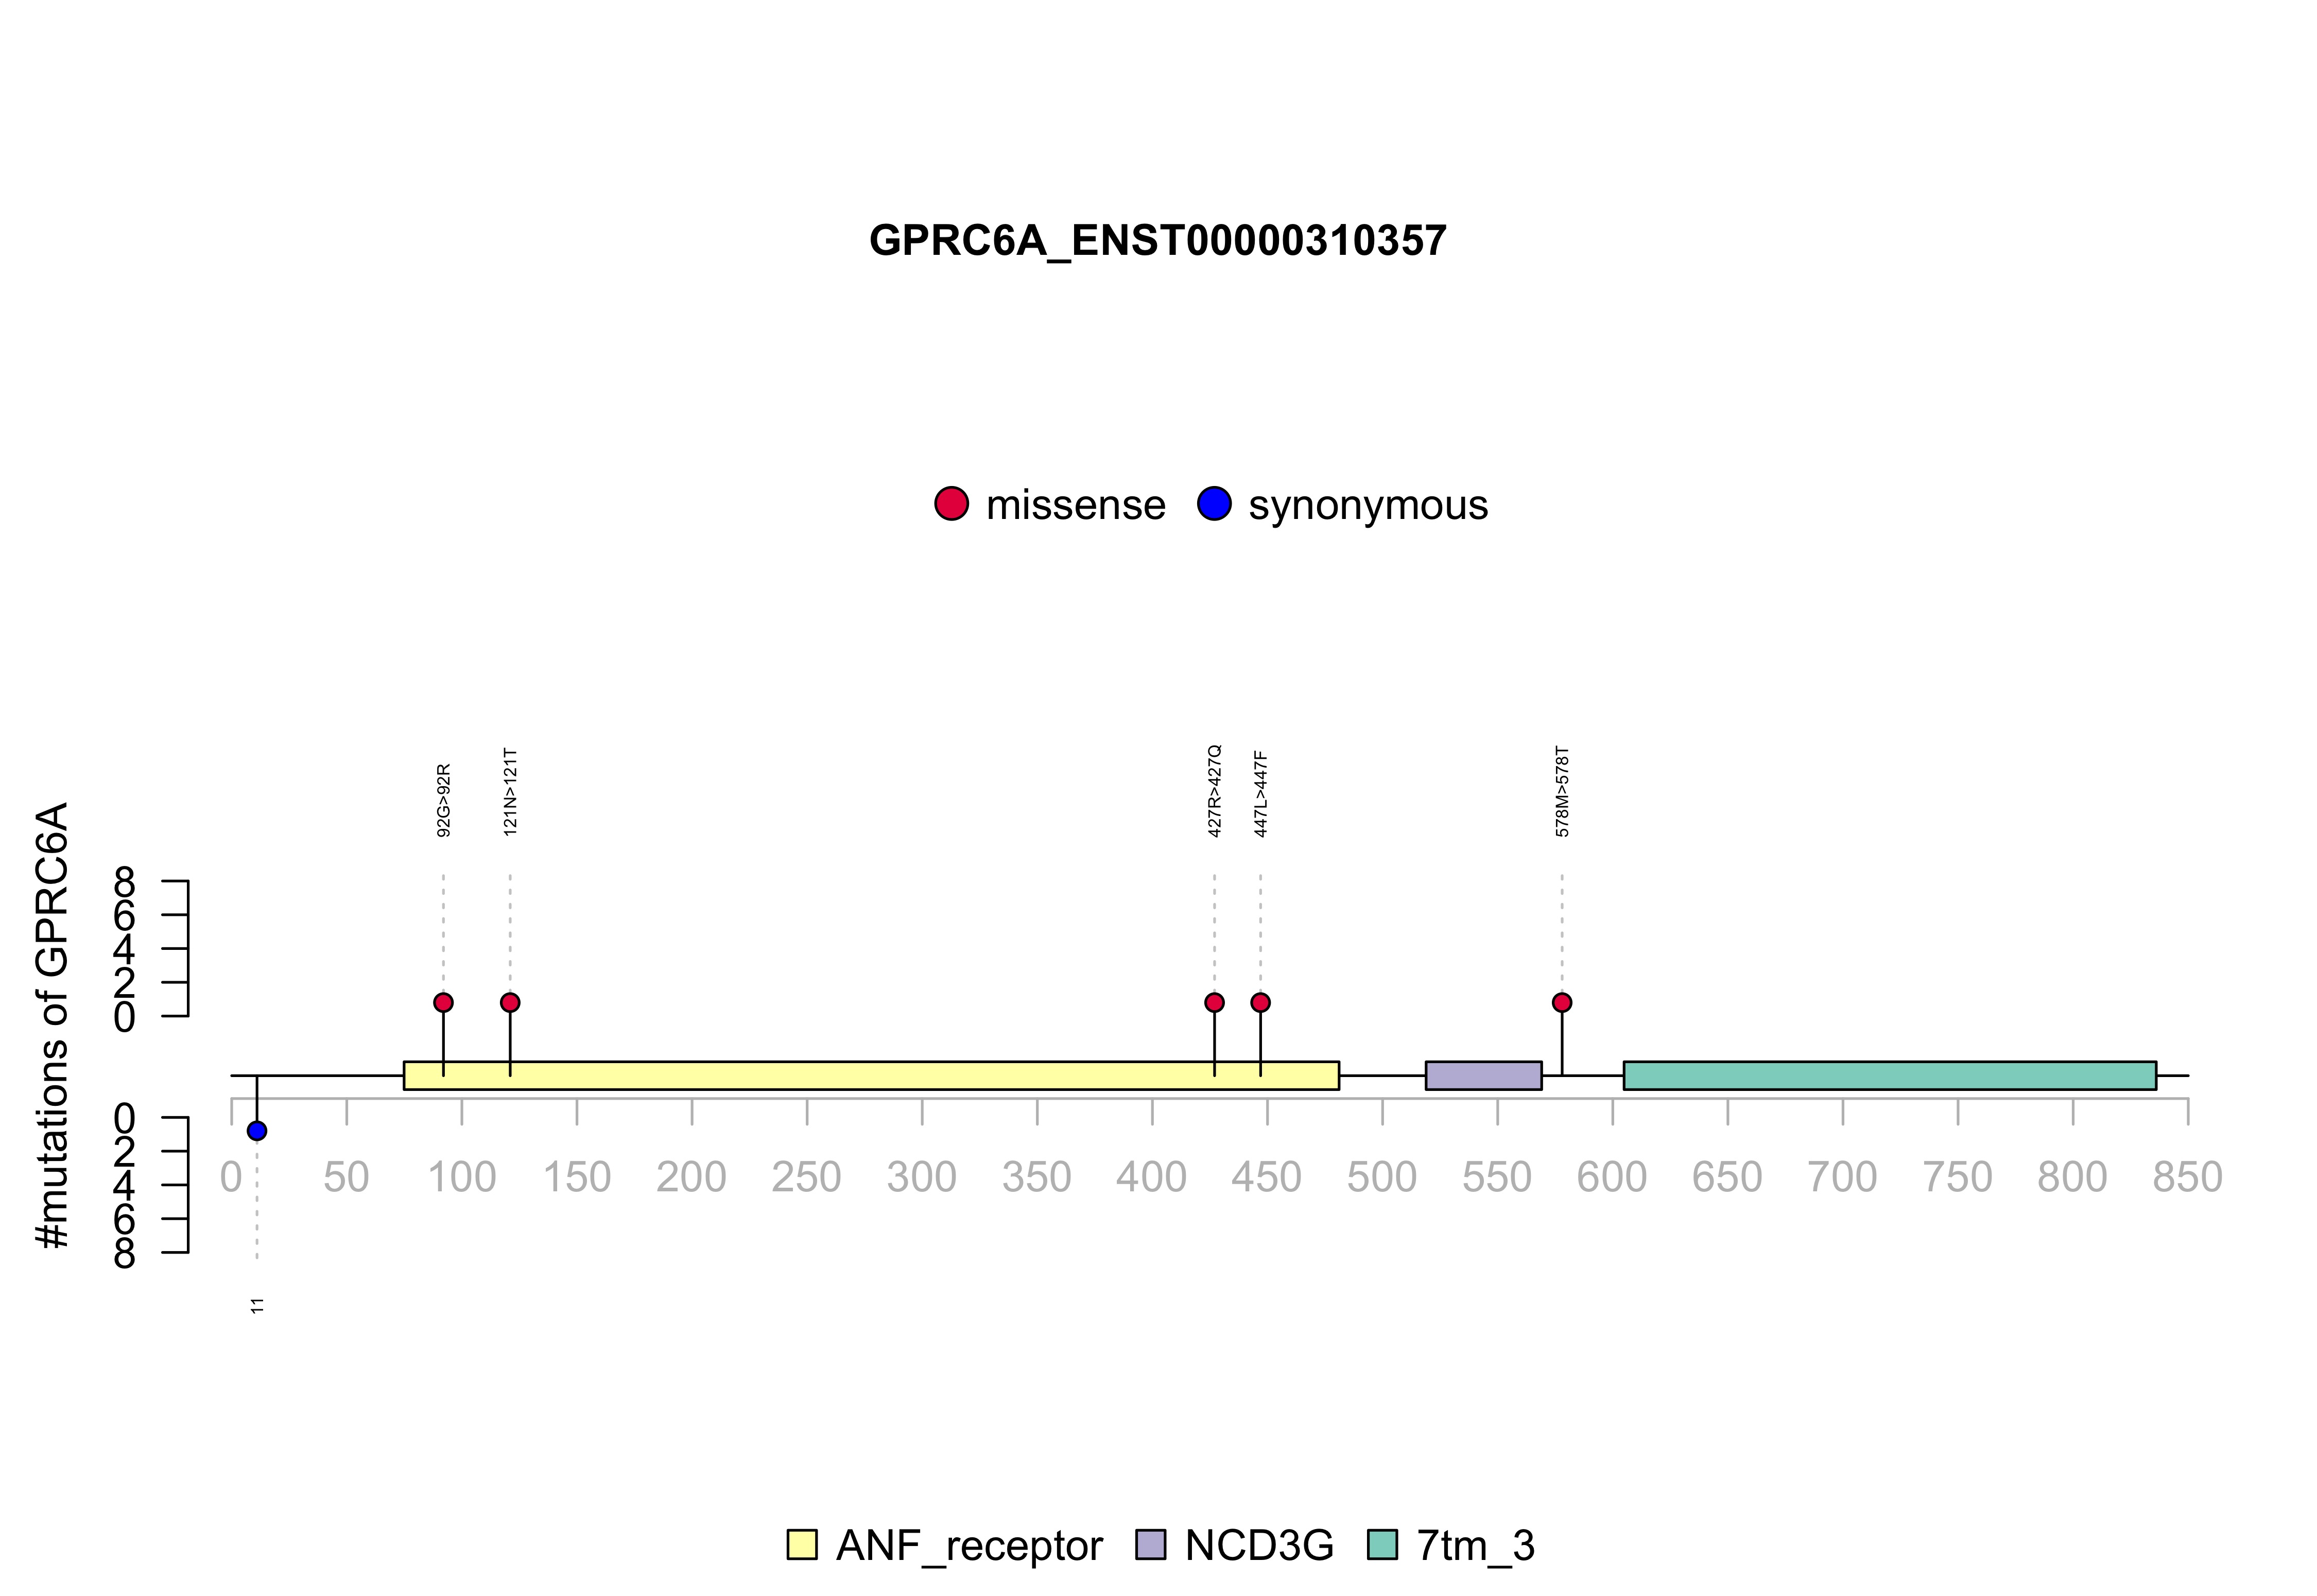 GPRC6A_ENST00000310357
missense synonymous
92G>92R 121N>121T 427R>427Q 447L>447F 578M>578T
#mutations of GPRC6A
8
6
4
2
0
0
2
4
6
8
0 50 100 150 200 250 300 350 400 450 500 550 600 650 700 750 800 850
11
ANF_receptor NCD3G 7tm_3